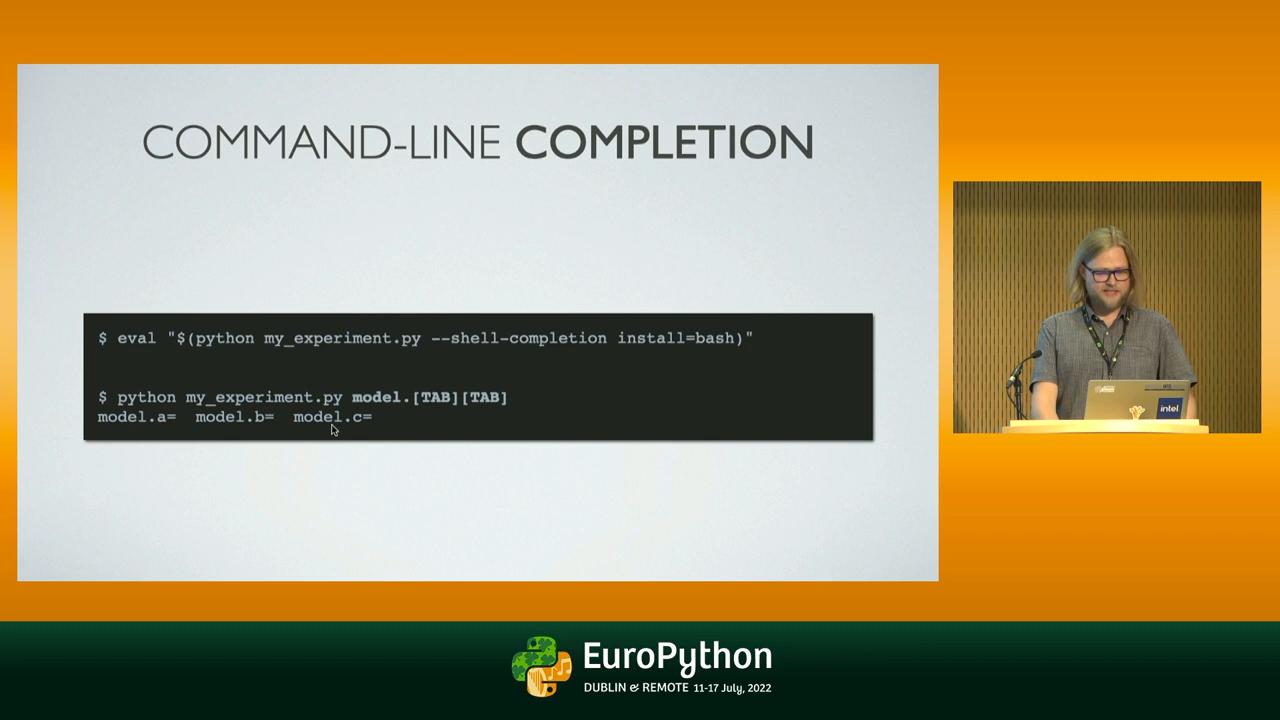 COMMAND-LINE COMPLETION
$ eval "$(python my_experiment.py --shell-completion install=bash)"
$ python my_experiment.py model.[TAB][TAB]
model.a=  model.b=  model.c=
intel
EuroPython
DUBLIN & REMOTE 11-17 July, 2022